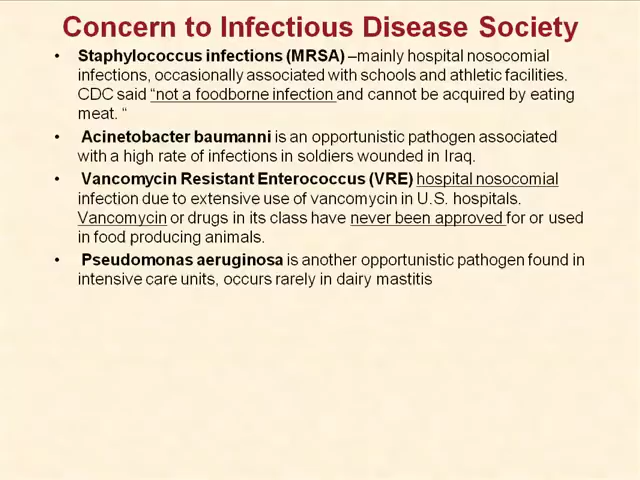 Concern to Infectious Disease Society
• Staphylococcus infections (MRSA) –mainly hospital nosocomial
infections, occasionally associated with schools and athletic facilities.
CDC said “not a foodborne infection and cannot be acquired by eating
meat. “
• Acinetobacter baumanni is an opportunistic pathogen associated
with a high rate of infections in soldiers wounded in Iraq.
• Vancomycin Resistant Enterococcus (VRE) hospital nosocomial
infection due to extensive use of vancomycin in U.S. hospitals.
Vancomycin or drugs in its class have never been approved for or used
in food producing animals.
• Pseudomonas aeruginosa is another opportunistic pathogen found in
intensive care units, occurs rarely in dairy mastitis